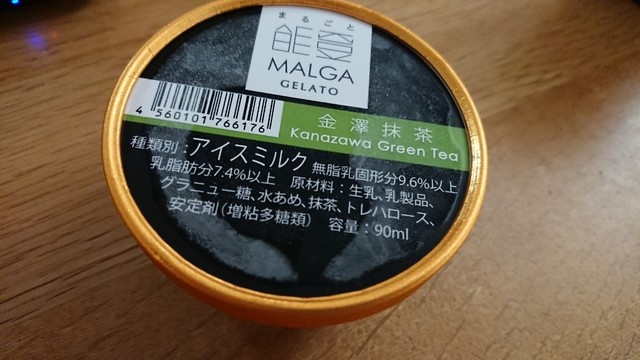 まるごと
能登
MALGA
GELATO
4 560101 766176
金澤抹茶
Kanazawa Green Tea
種類別:アイスミルク 無脂乳固形分9.6%以上
乳脂肪分7.4%以上 原材料:生乳、乳製品、
グラニュー糖、水あめ、抹茶、トレハロース、
安定剤(増粘多糖類) 容量:90ml